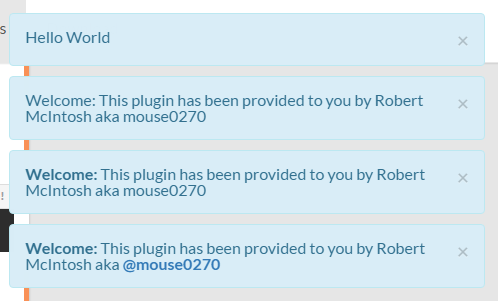 s
Hello World
×
Welcome: This plugin has been provided to you by Robert
McIntosh aka mouse0270
×
Welcome: This plugin has been provided to you by Robert
McIntosh aka mouse0270
×
Welcome: This plugin has been provided to you by Robert
McIntosh aka @mouse0270
×